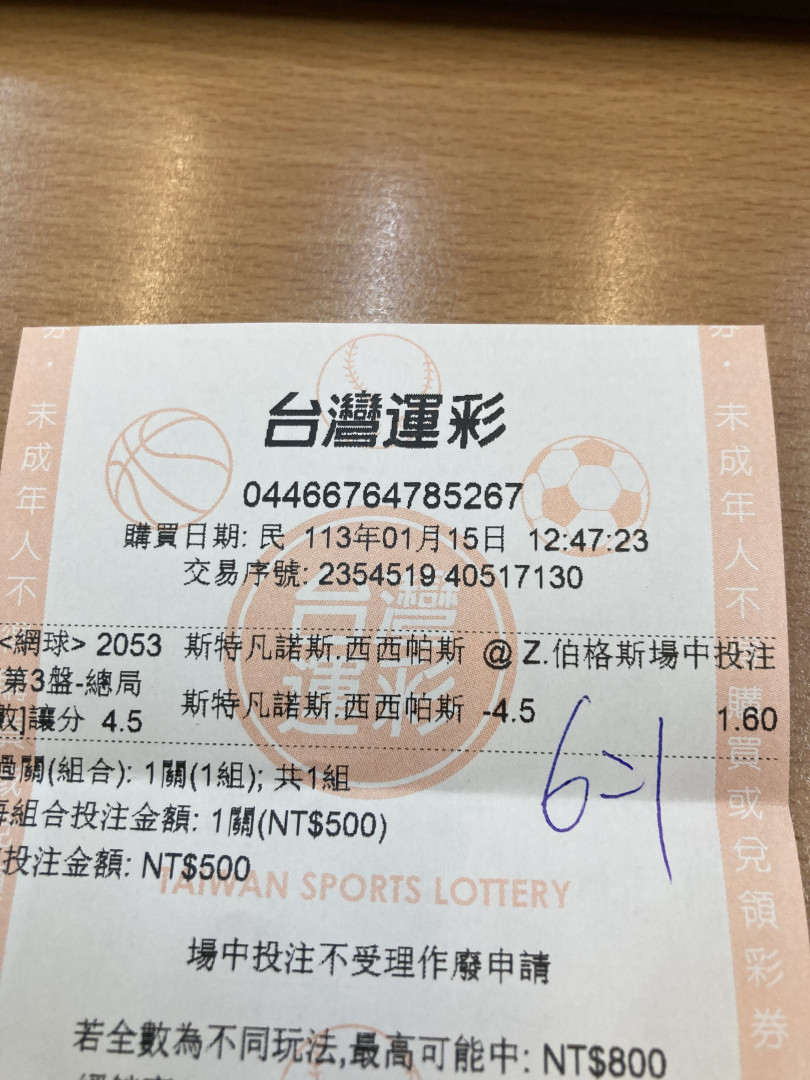 台灣運彩
04466764785267
購買日期: 民 113年01月15日 12:47:23
交易序號: 2354519 40517130
<網球> 2053 斯特凡諾斯.西西帕斯 @ Z.伯格斯場中投注
第3盤-總局
數]讓分 4.5 斯特凡諾斯.西西帕斯 -4.5 1.60
6:1
過關(組合): 1關(1組); 共1組
每組合投注金額: 1關(NT$500)
投注金額: NT$500
TAIWAN SPORTS LOTTERY
場中投注不受理作廢申請
若全數為不同玩法,最高可能中: NT$800
台灣運彩
券・未成年人不
券・未成年人不得購買或兌領彩券